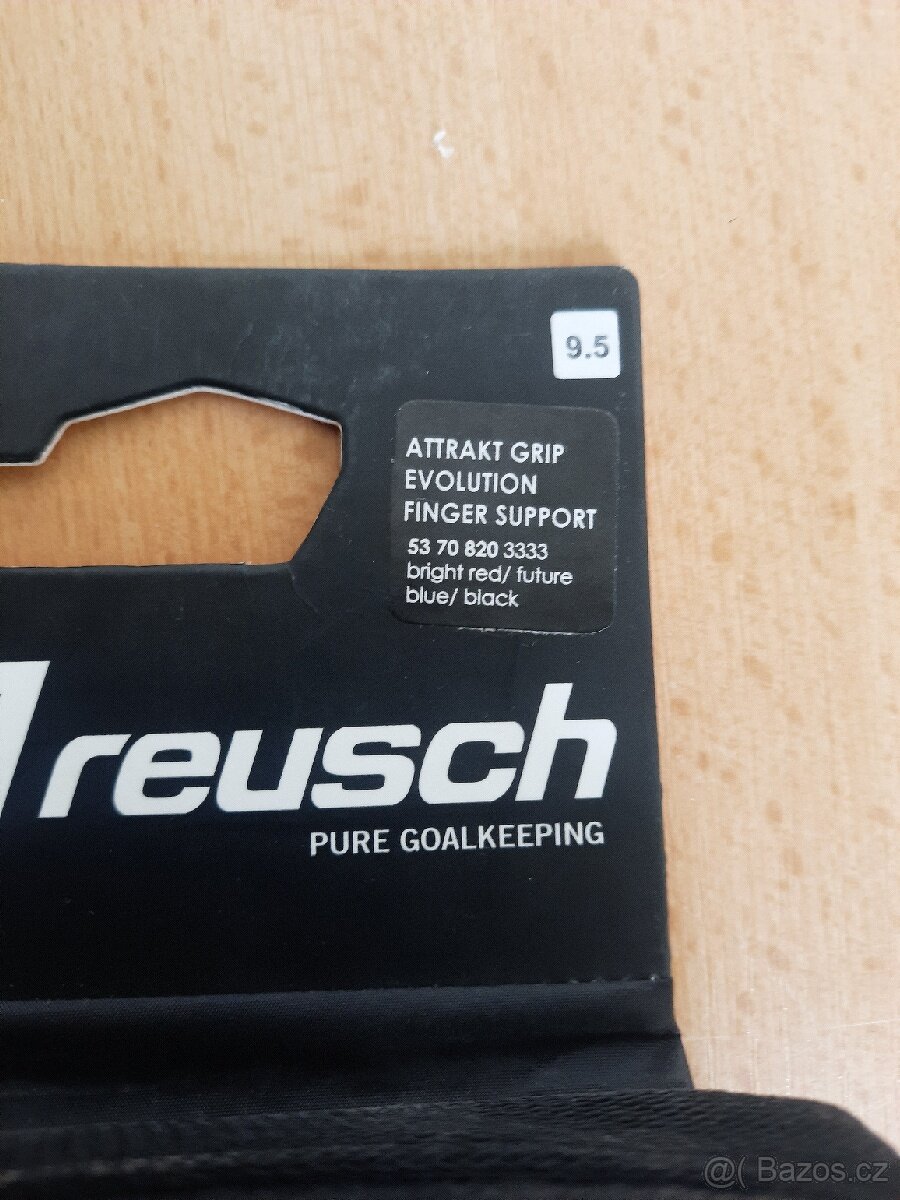 9.5
ATTRAKT GRIP
EVOLUTION
FINGER SUPPORT
53 70 820 3333
bright red/ future
blue/ black
reusch
PURE GOALKEEPING
@( Bazos.cz